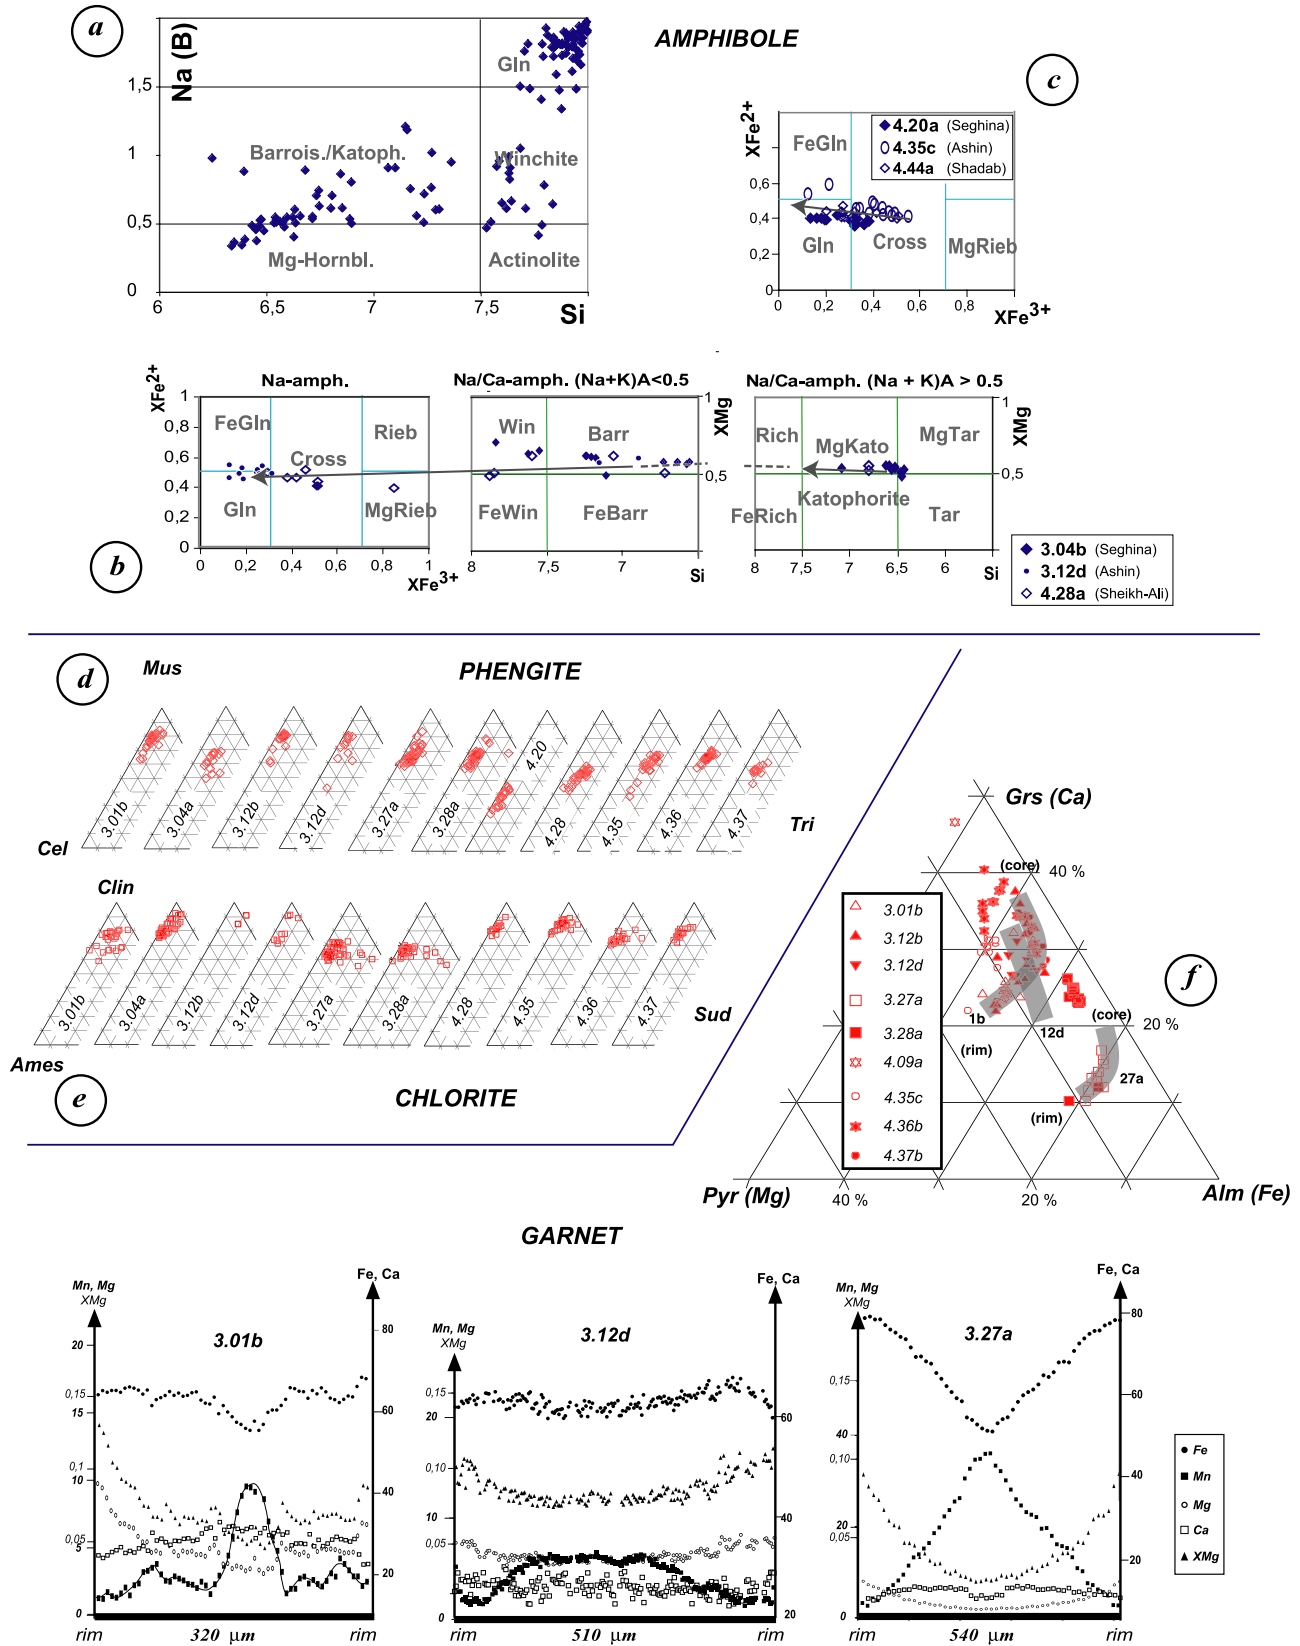 a
AMPHIBOLE
Na (B)
Gln
1,5
Barrois./Katoph.
Winchite
1
0,5
Mg-Hornbl.
Actinolite
0
6
6,5
7
7,5
Si
c
XFe2+
FeGln
4.20a (Seghina)
4.35c (Ashin)
4.44a (Shadab)
0,6
0,4
0,2
0
Gln
Cross
MgRieb
0
0,2
0,4
0,6
0,8
XFe3+
Na-amph.
XFe2+
1
0,8
0,6
0,4
0,2
0
FeGln
Rieb
Cross
Gln
MgRieb
0
0,2
0,4
0,6
0,8
1
XFe3+
Na/Ca-amph. (Na+K)A<0.5
1
XMg
Win
Barr
0,5
FeWin
FeBarr
8
7,5
7
Si
Na/Ca-amph. (Na + K)A > 0.5
1
XMg
Rich
MgKato
MgTar
0,5
Katophorite
FeRich
Tar
8
7,5
7
6,5
6
Si
b
3.04b (Seghina)
3.12d (Ashin)
4.28a (Sheikh-Ali)
d
Mus
PHENGITE
3.01b
3.04a
3.12b
3.12d
3.27a
3.28a
4.20
4.28
4.35
4.36
4.37
Cel
Tri
Clin
3.01b
3.04a
3.12b
3.12d
3.27a
3.28a
4.28
4.35
4.36
4.37
Sud
Ames
e
CHLORITE
Grs (Ca)
(core)
40 %
3.01b
3.12b
3.12d
3.27a
3.28a
4.09a
4.35c
4.36b
4.37b
f
1b
12d
(core)
20 %
(rim)
27a
(rim)
Pyr (Mg)
40 %
20 %
Alm (Fe)
GARNET
Mn, Mg
XMg
Fe, Ca
3.01b
20
0,15
15
0,1
10
0,05
5
0
80
60
40
20
rim
320 µm
rim
Mn, Mg
XMg
Fe, Ca
3.12d
0,15
20
0,10
10
0,05
0
60
40
20
rim
510 µm
rim
Mn, Mg
XMg
Fe, Ca
3.27a
0,15
40
0,10
20
0,05
0
80
60
40
20
0
rim
540 µm
rim
Fe
Mn
Mg
Ca
XMg